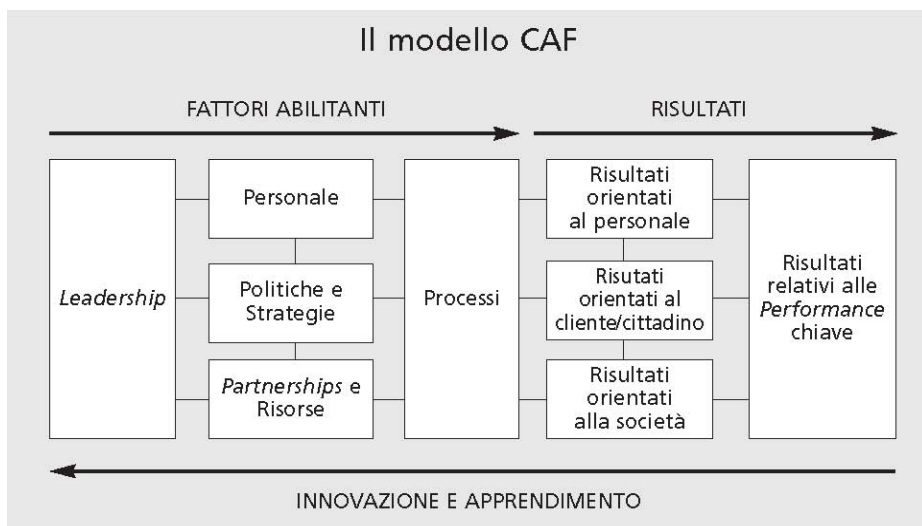 Il modello CAF
FATTORI ABILITANTI
RISULTATI
Leadership
Personale
Politiche e
Strategie
Partnerships e
Risorse
Processi
Risultati
orientati
al personale
Risutati
orientati al
cliente/cittadino
Risultati
orientati
alla società
Risultati
relativi alle
Performance
chiave
INNOVAZIONE E APPRENDIMENTO